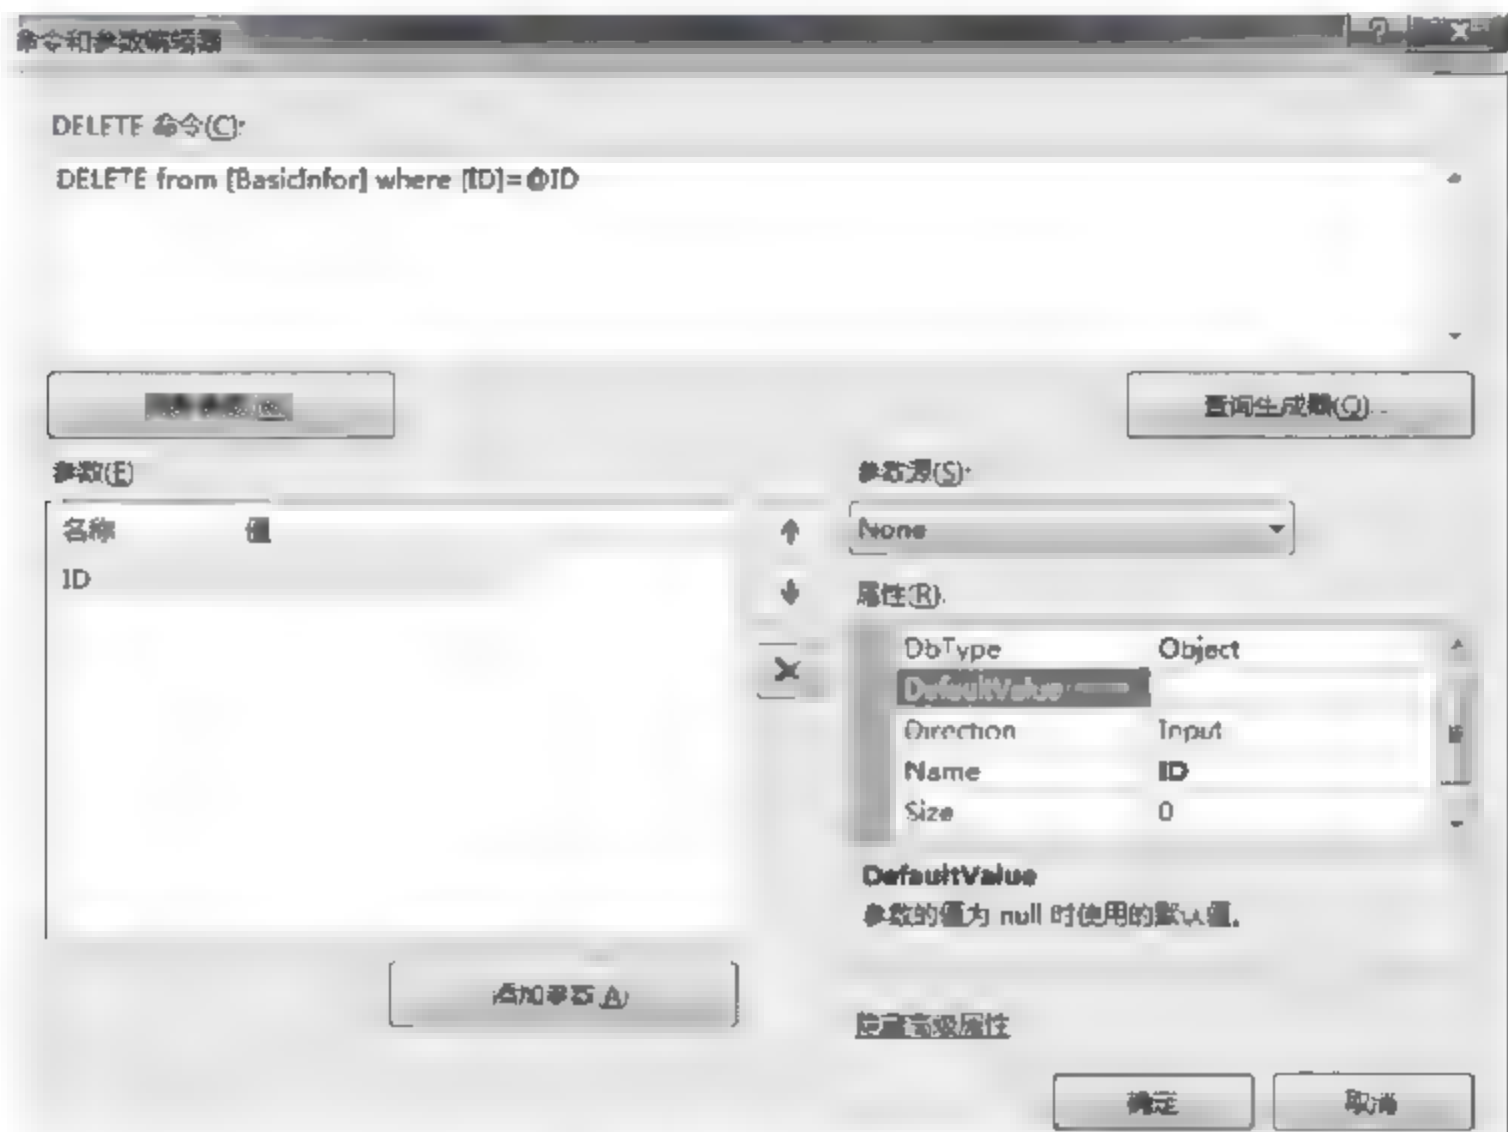 命令和参数编辑器
DELETE 命令(C):
DELETE from [BasicInfor] where [ID]=@ID
查询生成器(Q)...
参数(E)
参数源(S):
名称 值
None
ID
属性(R).
DbType Object
DefaultValue
Direction Input
Name ID
Size 0
DefaultValue
参数的值为 null 时使用的默认值。
添加参数(A)
隐藏高级属性
确定 取消